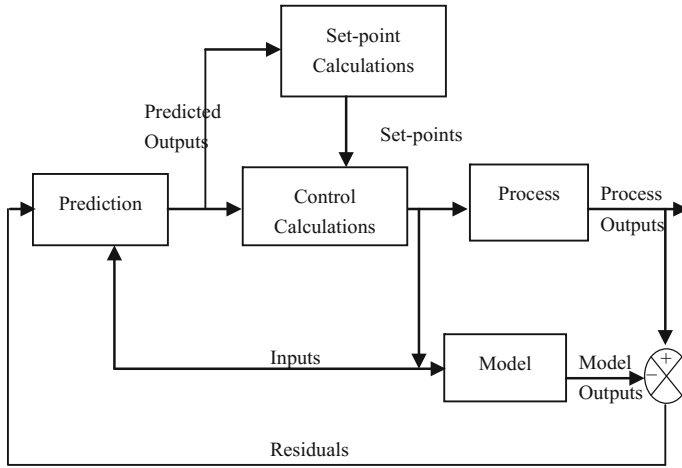 Set-point
Calculations
Predicted
Outputs
Set-points
Prediction
Control
Calculations
Process
Process
Outputs
Inputs
Model
Model
Outputs
+
−
Residuals